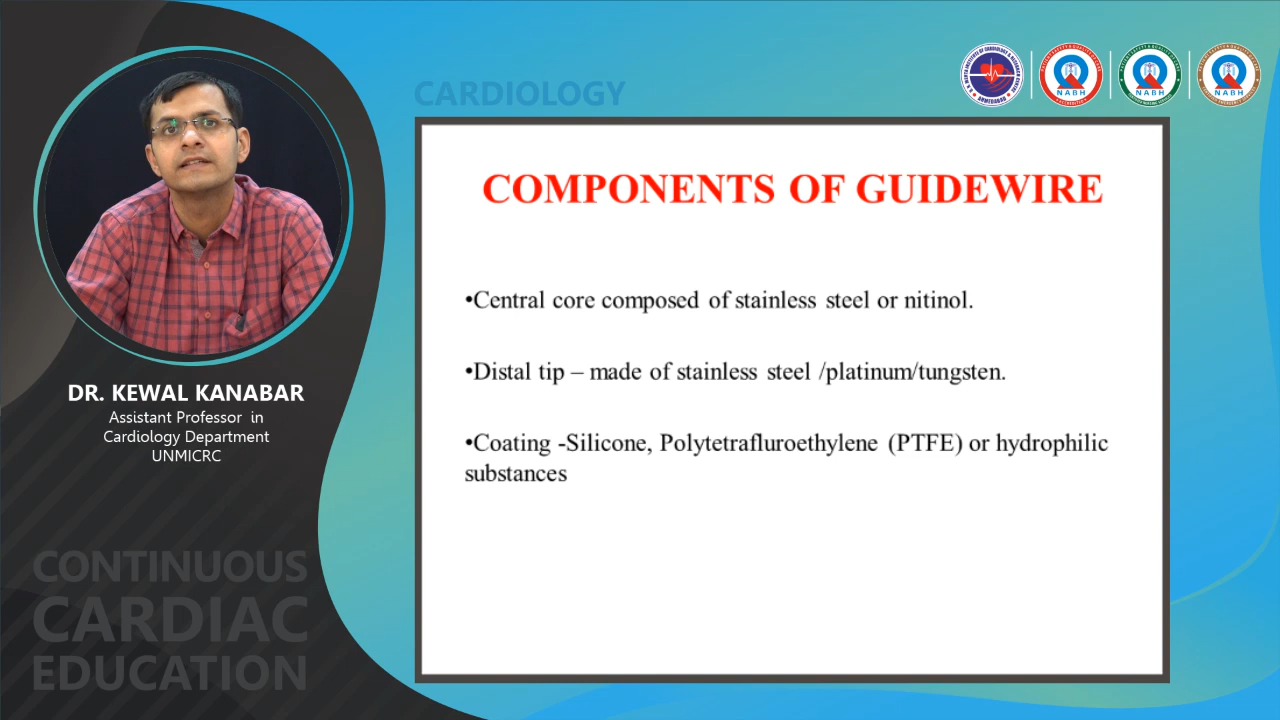 CARDIOLOGY
NABH
NABH
NABH
COMPONENTS OF GUIDEWIRE
•Central core composed of stainless steel or nitinol.
•Distal tip – made of stainless steel /platinum/tungsten.
•Coating -Silicone, Polytetrafluroethylene (PTFE) or hydrophilic
substances
DR. KEWAL KANABAR
Assistant Professor in
Cardiology Department
UNMICRC
CONTINUOUS
CARDIAC
EDUCATION